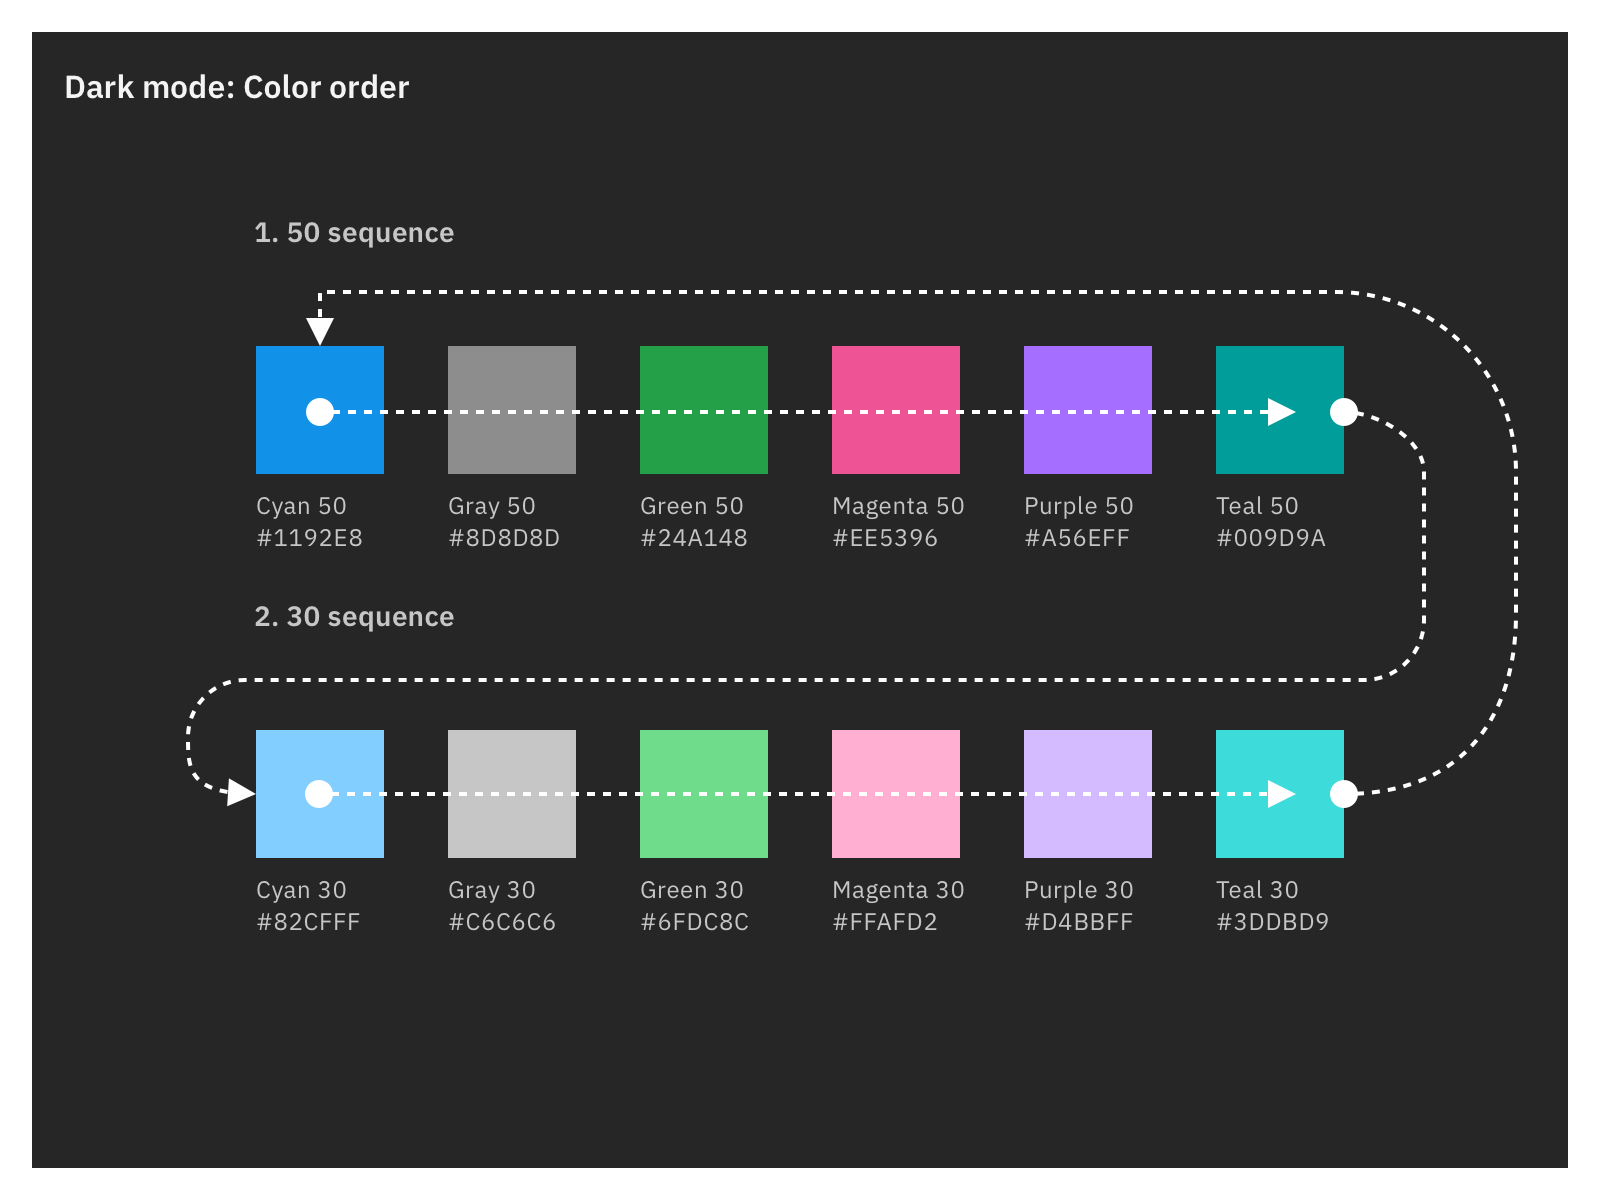 Dark mode: Color order
1. 50 sequence
Cyan 50
#1192E8
Gray 50
#8D8D8D
Green 50
#24A148
Magenta 50
#EE5396
Purple 50
#A56EFF
Teal 50
#009D9A
2. 30 sequence
Cyan 30
#82CFFF
Gray 30
#C6C6C6
Green 30
#6FDC8C
Magenta 30
#FFAFD2
Purple 30
#D4BBFF
Teal 30
#3DDBD9